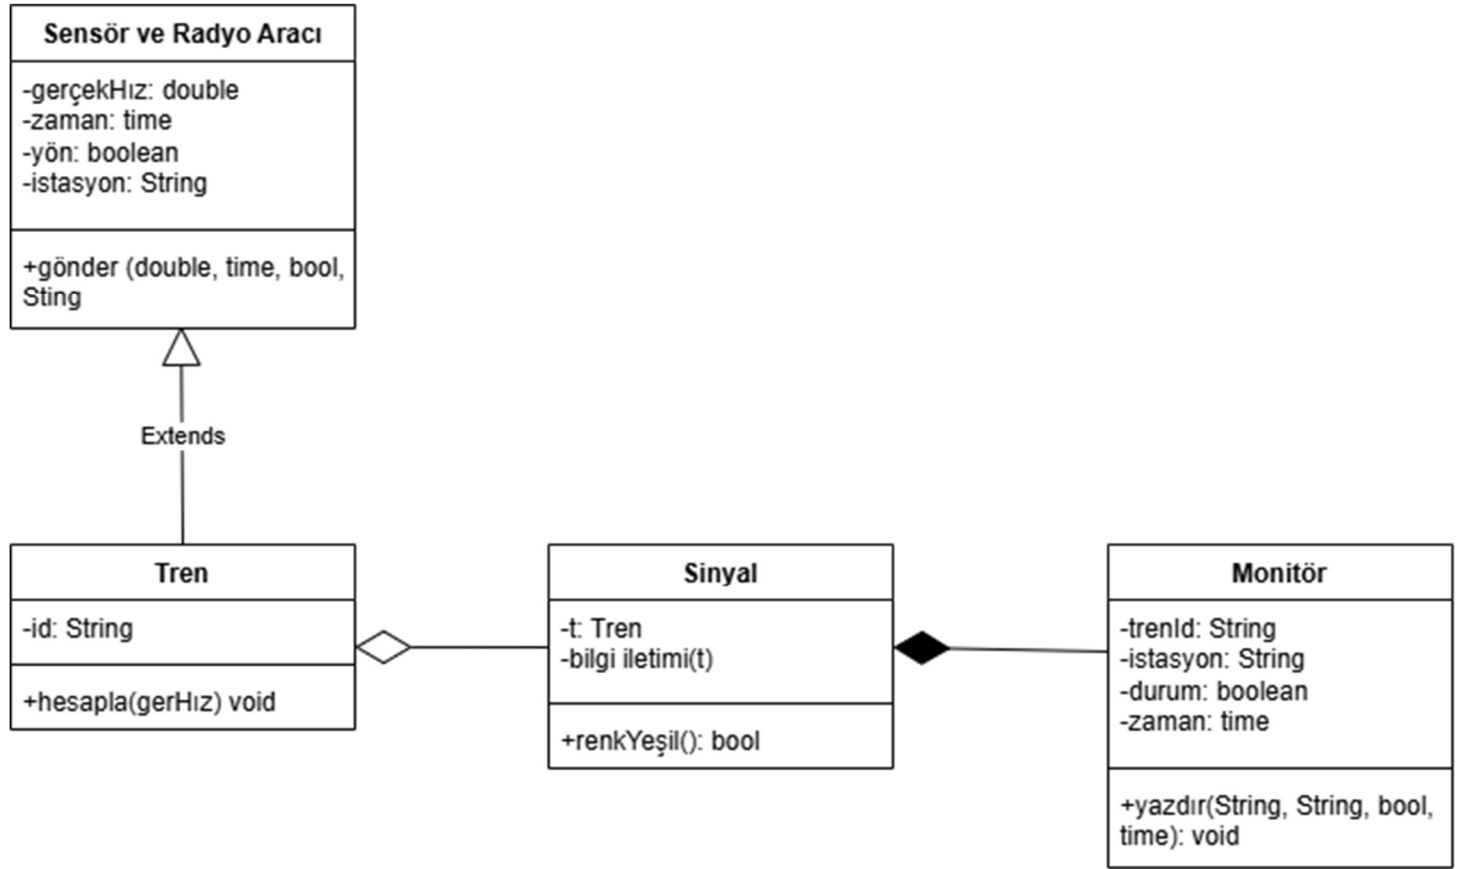 Sensör ve Radyo Aracı
-gerçekHız: double
-zaman: time
-yön: boolean
-istasyon: String
+gönder (double, time, bool,
Sting
Extends
Tren
-id: String
+hesapla(gerHız) void
Sinyal
-t: Tren
-bilgi iletimi(t)
+renkYeşil(): bool
Monitör
-trenId: String
-istasyon: String
-durum: boolean
-zaman: time
+yazdır(String, String, bool,
time): void